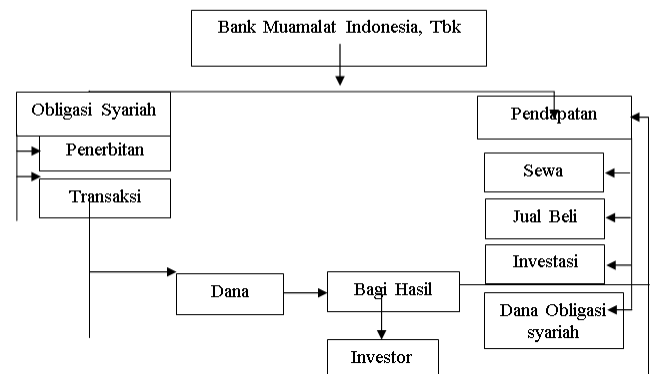 Bank Muamalat Indonesia, Tbk
Obligasi Syariah
Penerbitan
Transaksi
Pendapatan
Sewa
Jual Beli
Investasi
Dana Obligasi
syariah
Dana
Bagi Hasil
Investor